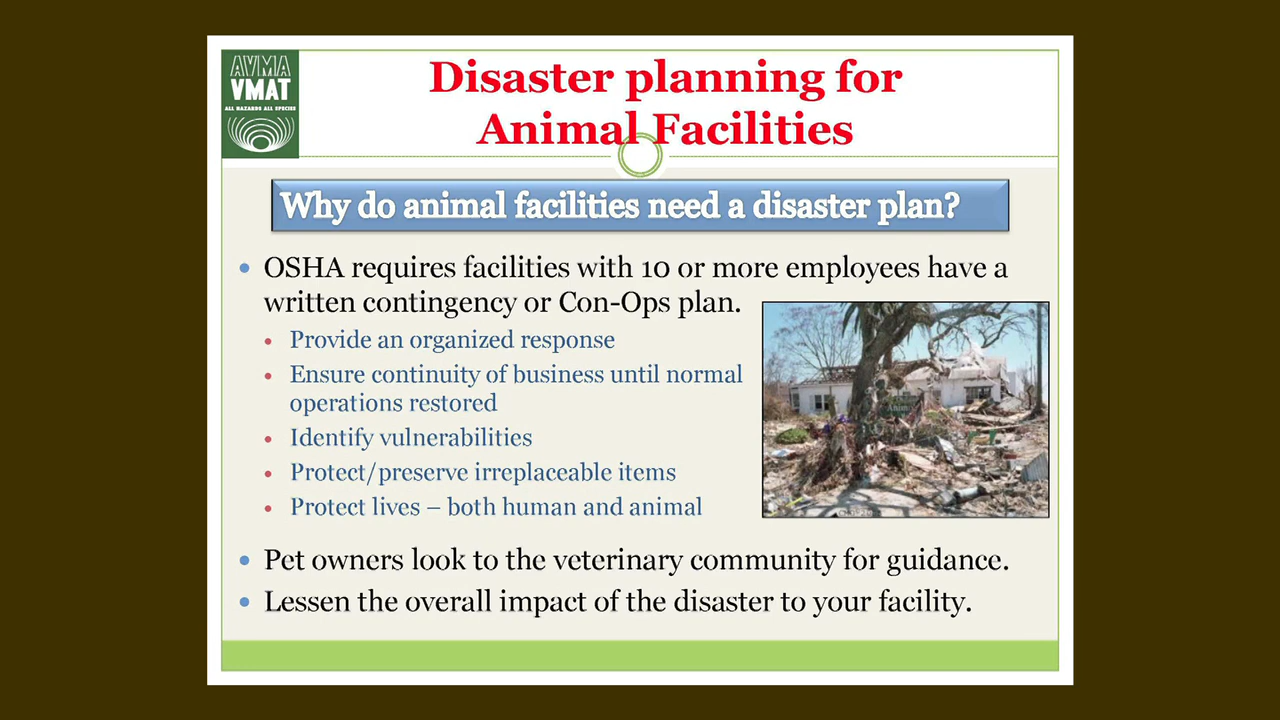 AVMA
VMAT
ALL HAZARDS ALL SPECIES
Disaster planning for
Animal Facilities
Why do animal facilities need a disaster plan?
• OSHA requires facilities with 10 or more employees have a
written contingency or Con-Ops plan.
• Provide an organized response
• Ensure continuity of business until normal
operations restored
• Identify vulnerabilities
• Protect/preserve irreplaceable items
• Protect lives – both human and animal
Animal
• Pet owners look to the veterinary community for guidance.
• Lessen the overall impact of the disaster to your facility.